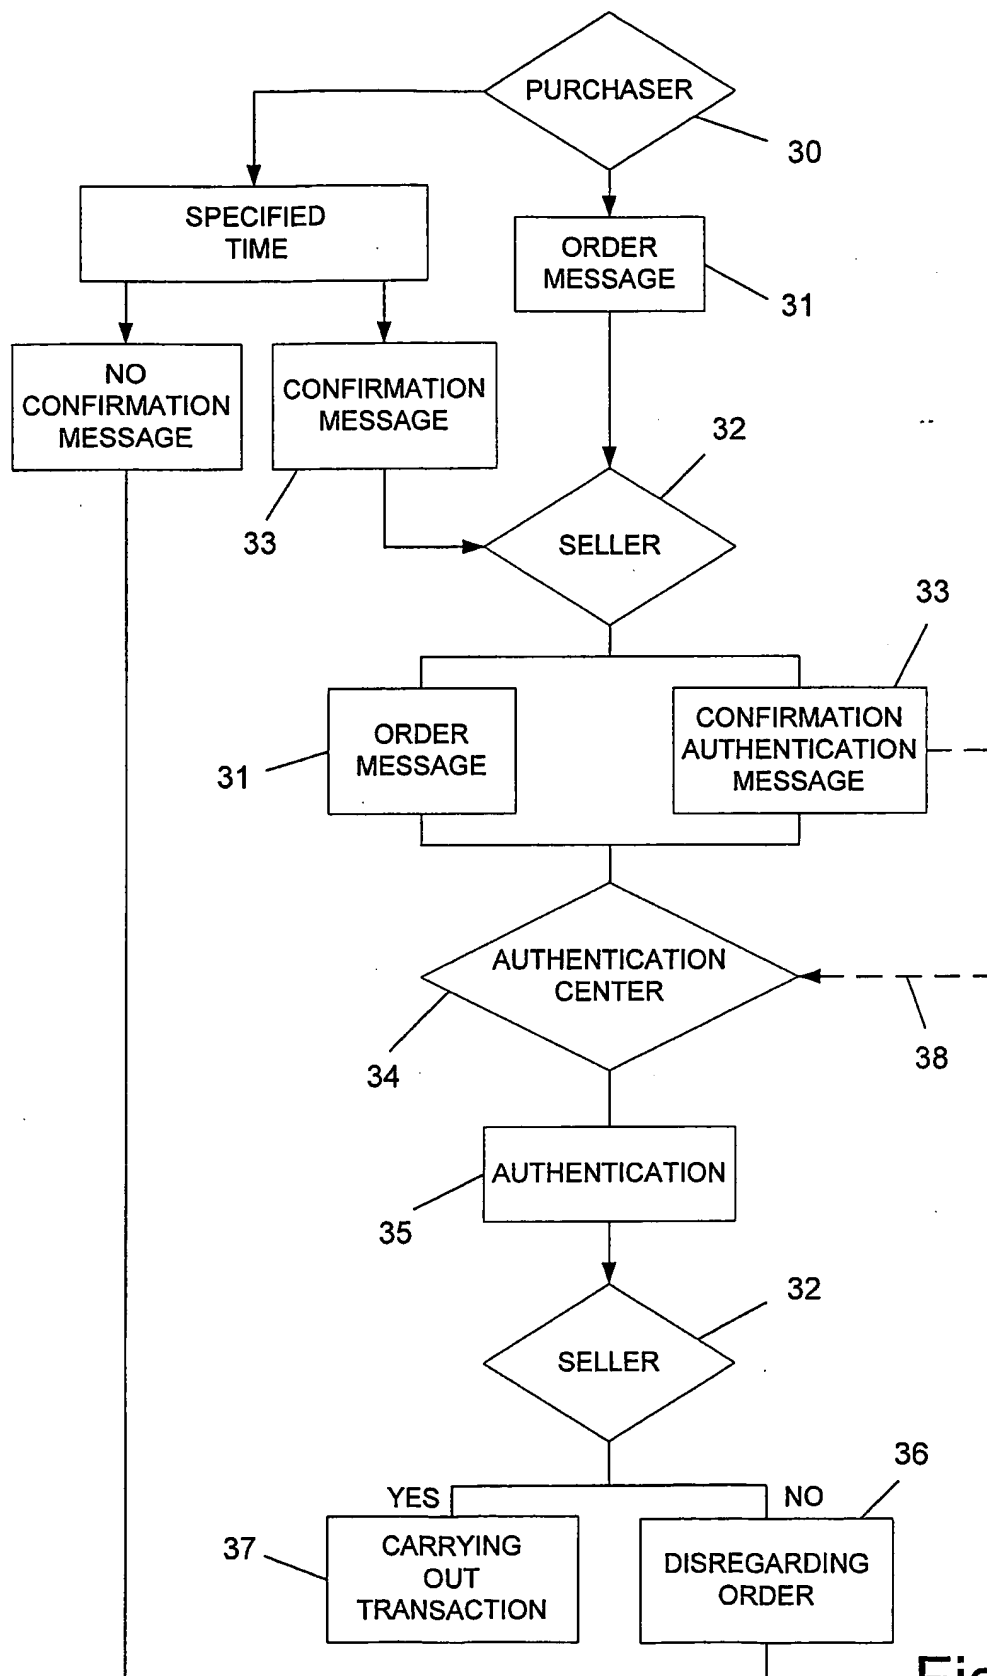 PURCHASER
30
SPECIFIED
TIME
ORDER
MESSAGE
31
NO
CONFIRMATION
MESSAGE
CONFIRMATION
MESSAGE
33
32
SELLER
33
ORDER
MESSAGE
31
CONFIRMATION
AUTHENTICATION
MESSAGE
AUTHENTICATION
CENTER
34
38
AUTHENTICATION
35
32
SELLER
36
YES
NO
37
CARRYING
OUT
TRANSACTION
DISREGARDING
ORDER